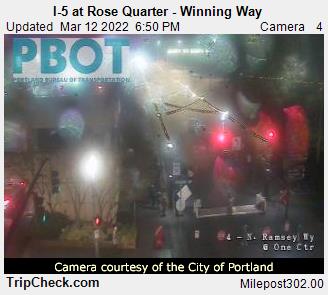 I-5 at Rose Quarter - Winning Way
Updated Mar 12 2022 6:50 PM Camera 4
PBOT
PORTLAND BUREAU OF TRANSPORTATION
4 - N. Ramsey Wy
@ One Ctr
Camera courtesy of the City of Portland
TripCheck.com Milepost302.00